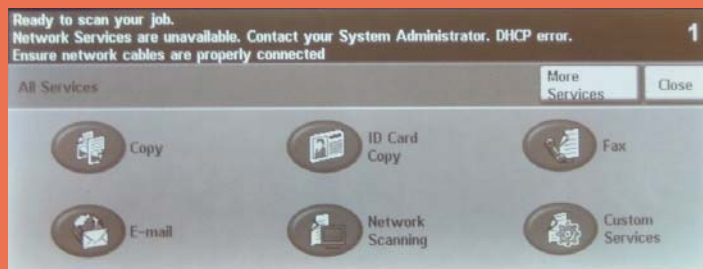 Ready to scan your job.
Network Services are unavailable. Contact your System Administrator. DHCP error.
Ensure network cables are properly connected
1
All Services
More
Services
Close
Copy
ID Card
Copy
Fax
E-mail
Network
Scanning
Custom
Services